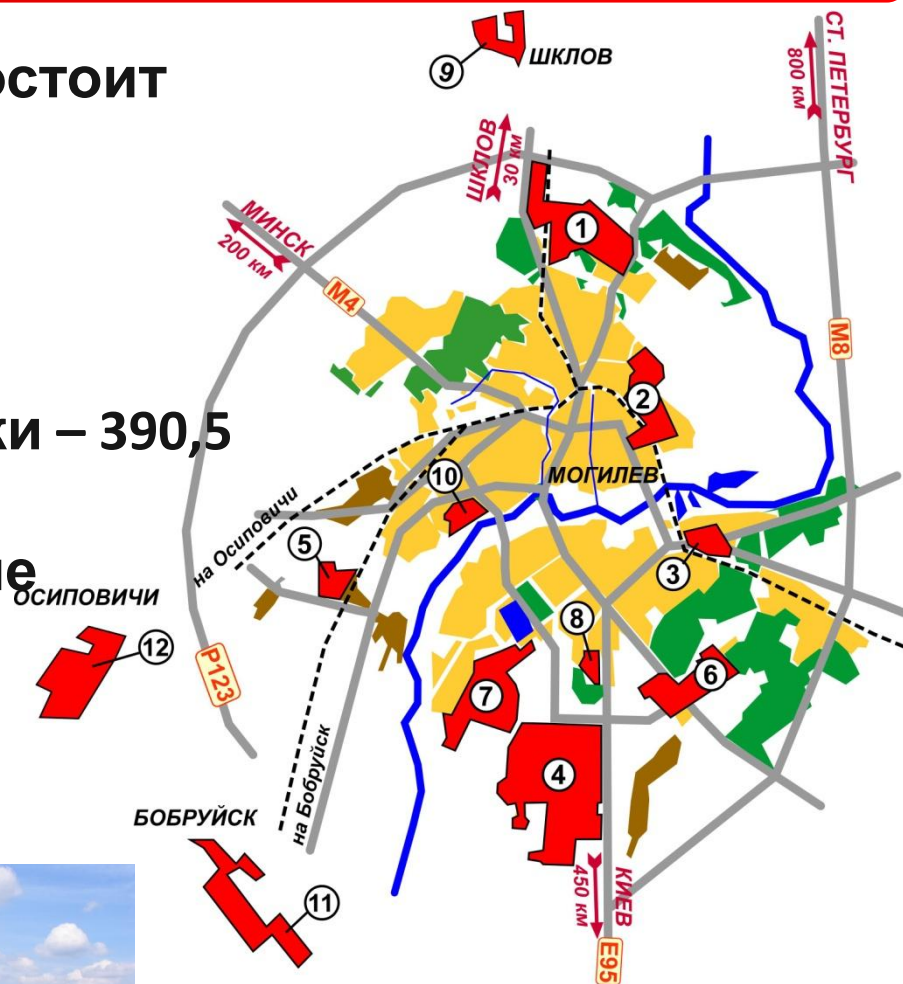 остоит
ки – 390,5
ие
9
ШКЛОВ
СТ. ПЕТЕРБУРГ
800 км
ШКЛОВ
30 км
1
МИНСК
200 км
М4
М8
2
МОГИЛЕВ
10
на Осиповичи
5
3
ОСИПОВИЧИ
12
Р123
8
6
7
4
на Бобруйск
БОБРУЙСК
11
КИЕВ
450 км
Е95